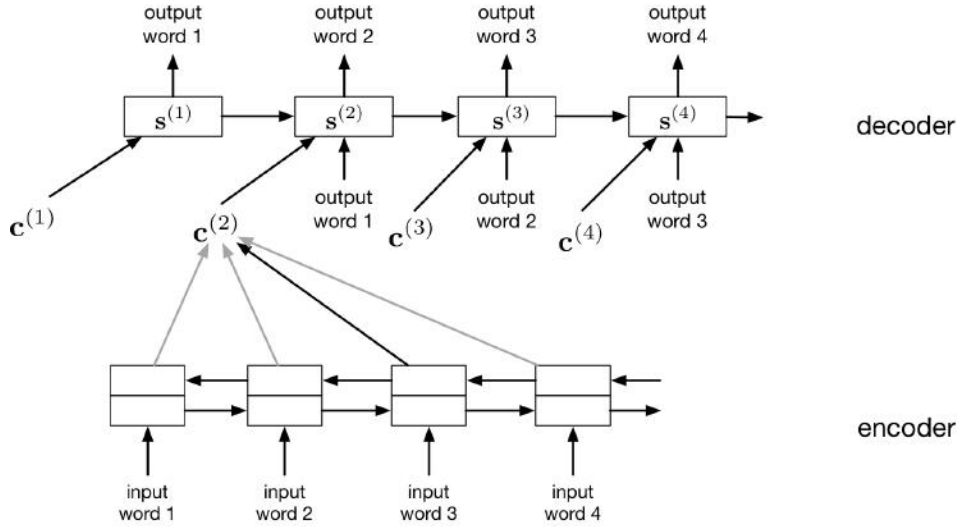 output
word 1
output
word 2
output
word 3
output
word 4
s^(1)
s^(2)
s^(3)
s^(4)
decoder
output
word 1
output
word 2
output
word 3
c^(1)
c^(2)
c^(3)
c^(4)
encoder
input
word 1
input
word 2
input
word 3
input
word 4